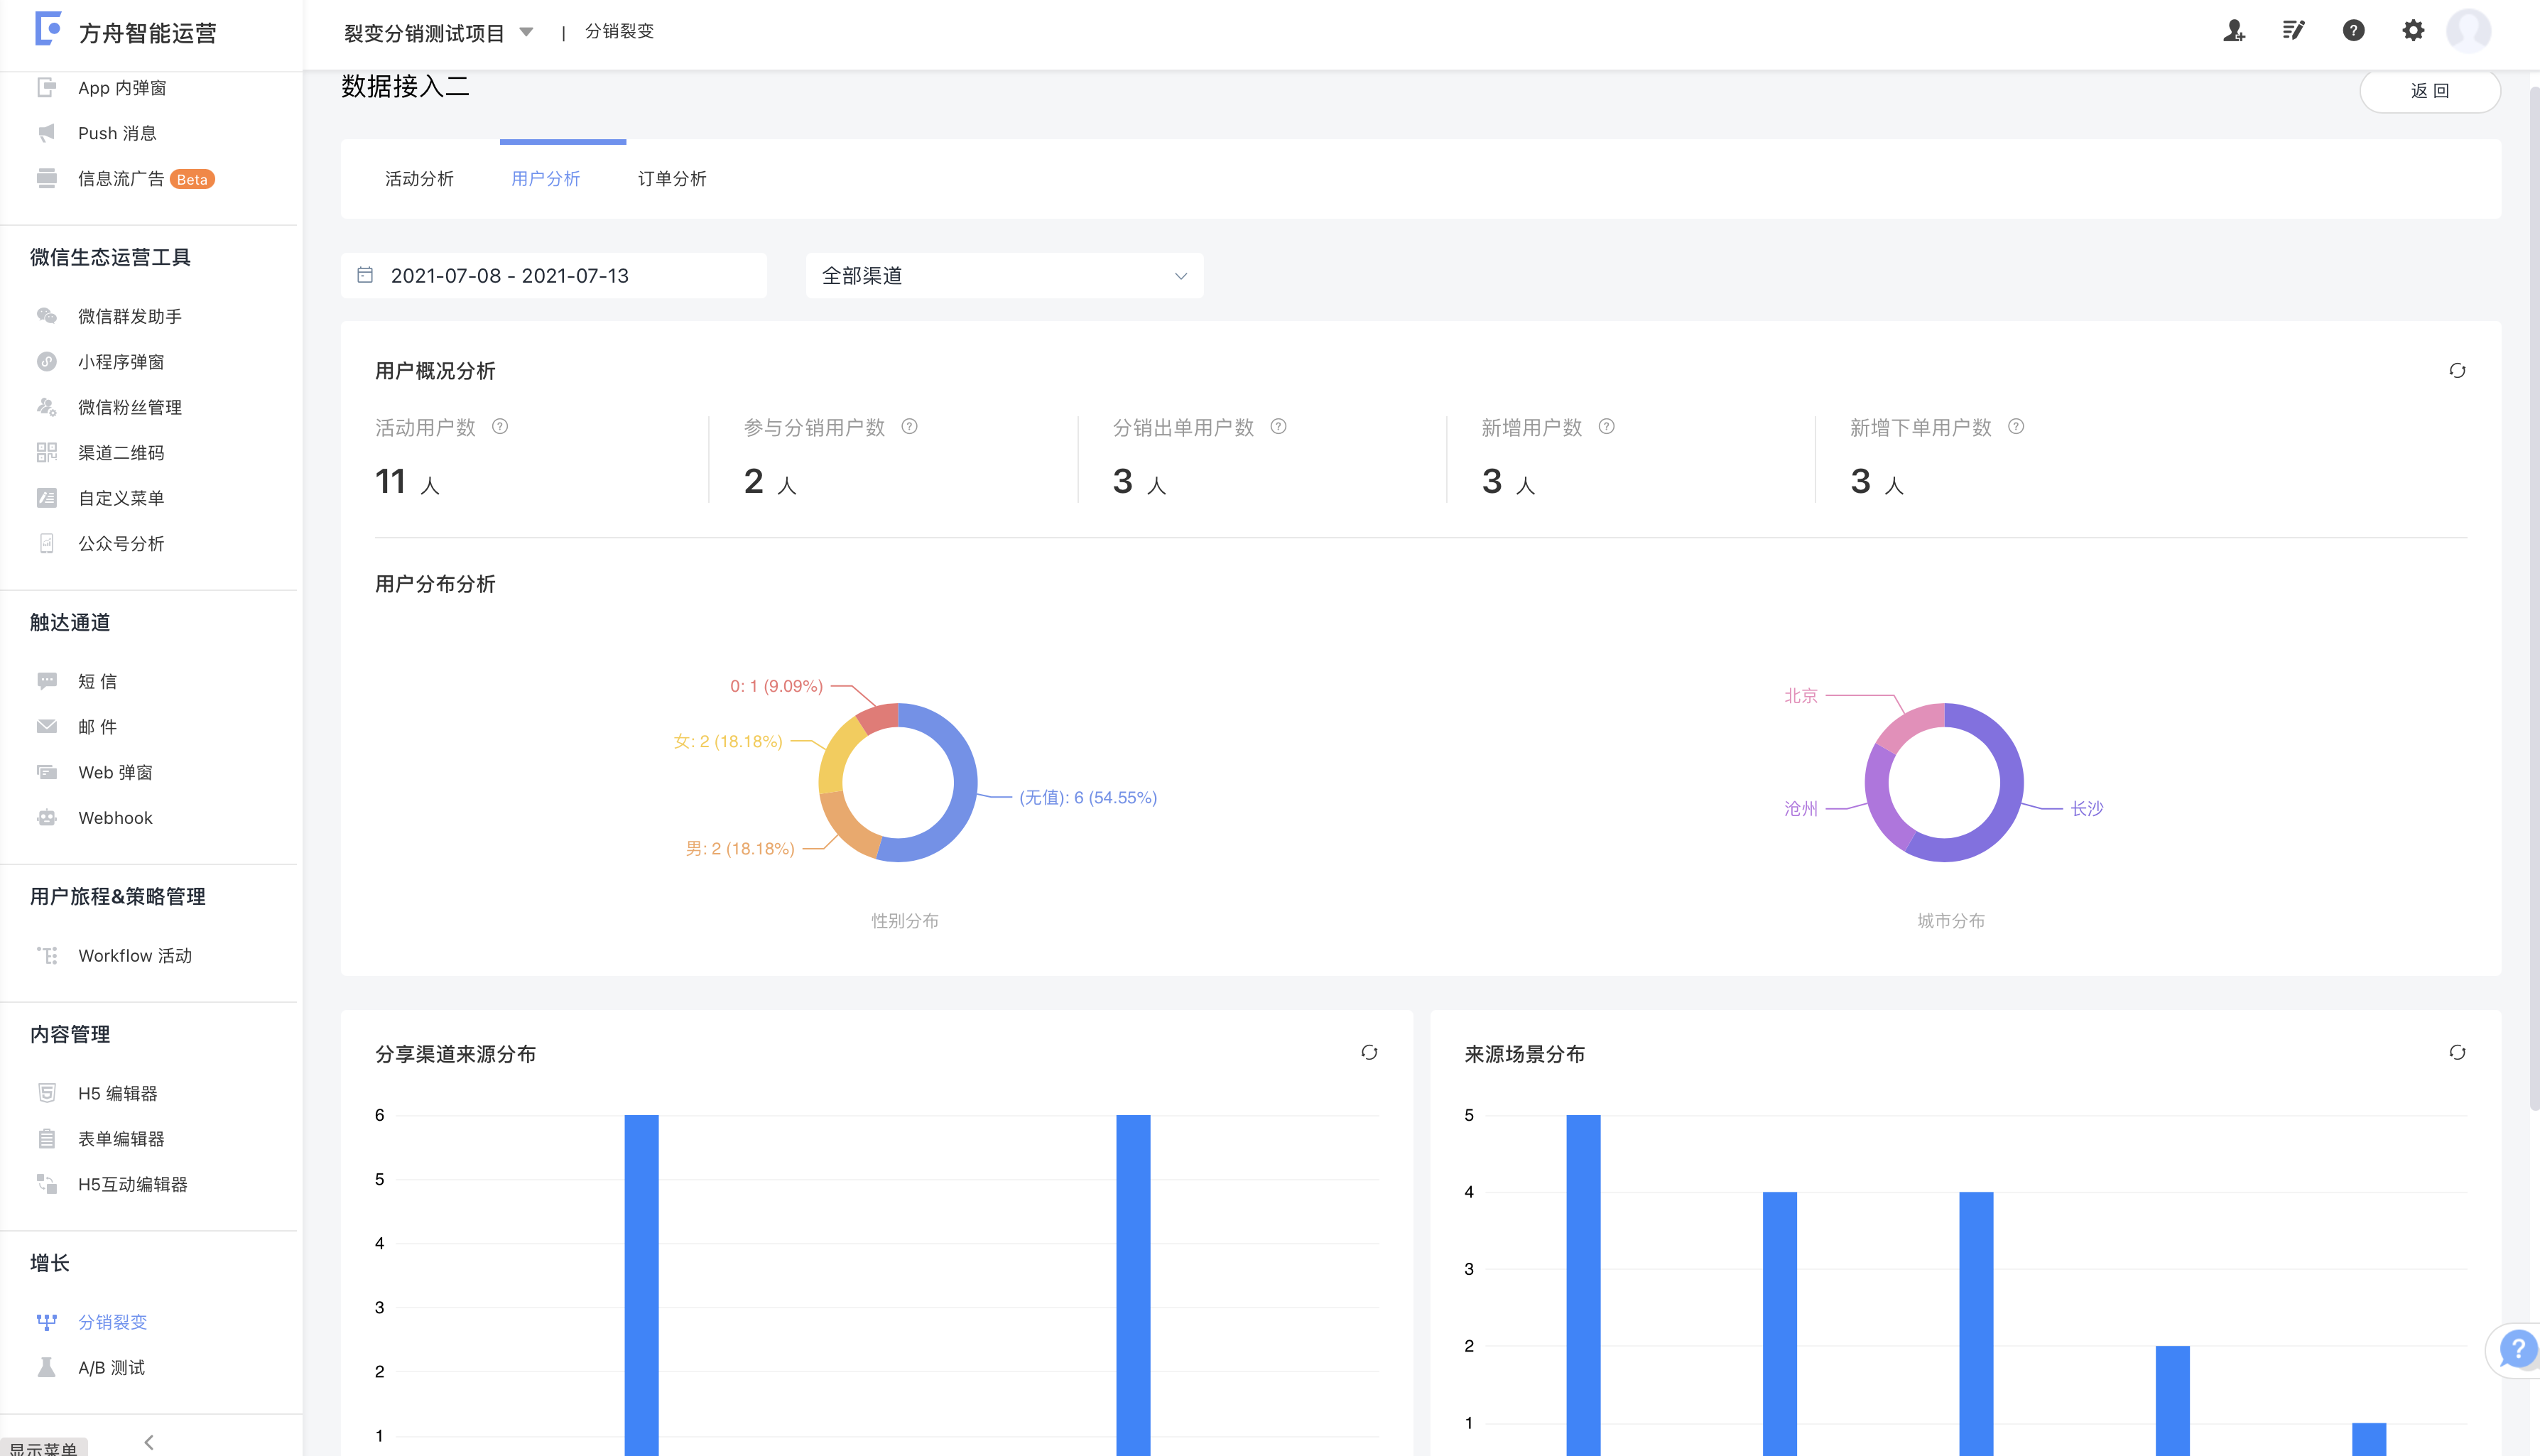 方舟智能运营
裂变分销测试项目 | 分销裂变
App 内弹窗
Push 消息
信息流广告 Beta
微信生态运营工具
微信群发助手
小程序弹窗
微信粉丝管理
渠道二维码
自定义菜单
公众号分析
触达通道
短 信
邮 件
Web 弹窗
Webhook
用户旅程&策略管理
Workflow 活动
内容管理
H5 编辑器
表单编辑器
H5互动编辑器
增长
分销裂变
A/B 测试
显示菜单
数据接入二
返 回
活动分析 用户分析 订单分析
2021-07-08 - 2021-07-13
全部渠道
用户概况分析
活动用户数
11 人
参与分销用户数
2 人
分销出单用户数
3 人
新增用户数
3 人
新增下单用户数
3 人
用户分布分析
0: 1 (9.09%)
女: 2 (18.18%)
(无值): 6 (54.55%)
男: 2 (18.18%)
性别分布
北京
沧州
长沙
城市分布
分享渠道来源分布
6
5
4
3
2
1
来源场景分布
5
4
3
2
1